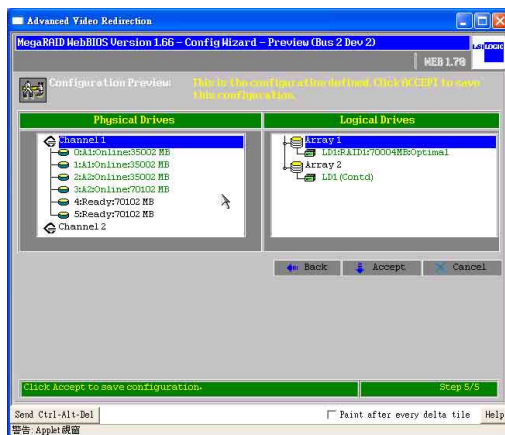 Advanced Video Redirection
MegaRAID WebBIOS Version 1.66 - Config Wizard - Preview (Bus 2 Dev 2)
LSI LOGIC
WEB 1.70
Configuration Preview: This is the configuration defined. Click ACCEPT to save
this configuration.
Physical Drives
Logical Drives
Channel 1
0:A1:Online:35002 MB
1:A1:Online:35002 MB
2:A2:Online:35002 MB
3:A2:Online:70102 MB
4:Ready:70102 MB
5:Ready:70102 MB
Channel 2
Array 1
LD1:RAID1:70004MB:Optimal
Array 2
LD1(Contd)
Back
Accept
Cancel
Click Accept to save configuration.
Step 5/5
Send Ctrl-Alt-Del
Paint after every delta tile
Help
警告: Applet 視窗